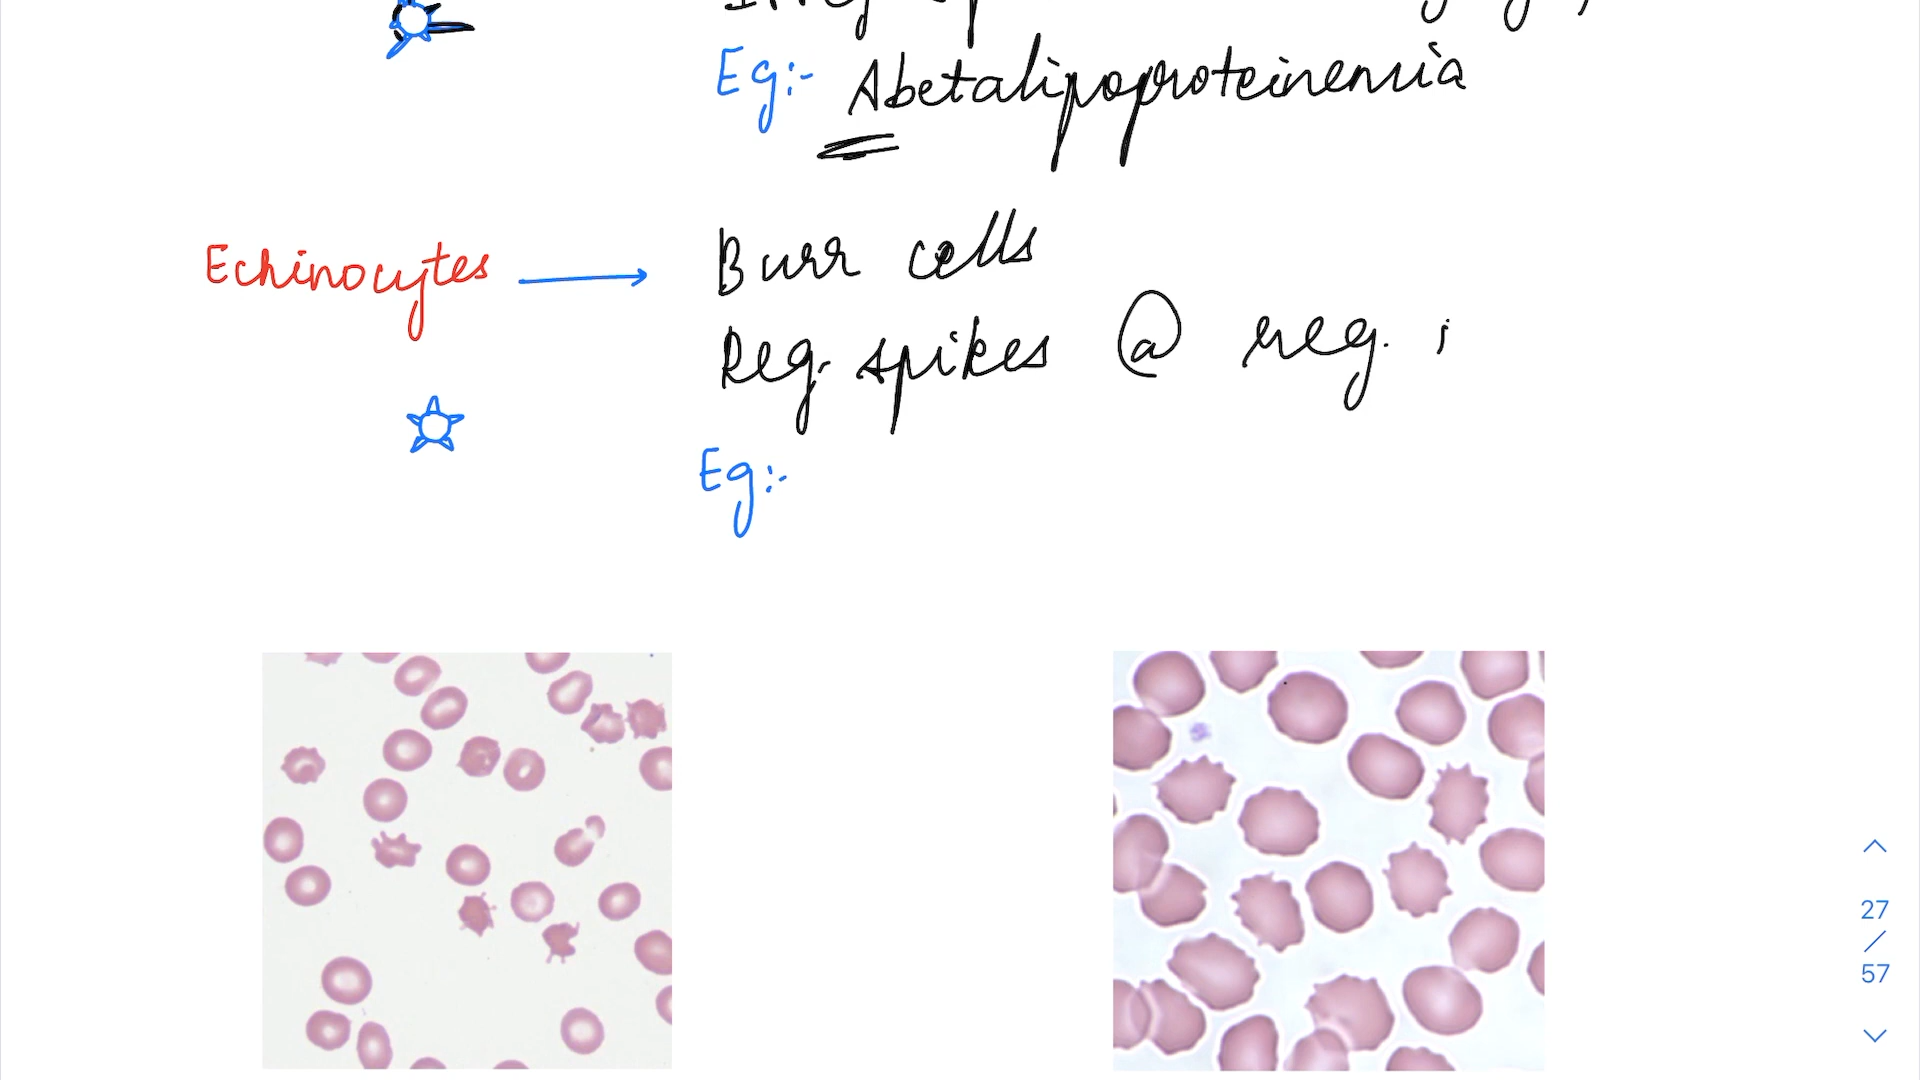 Eg:-  Abetalipoproteinemia
Echinocytes → Burr cells
Reg. spikes @ reg. i
Eg:-
27
/
57